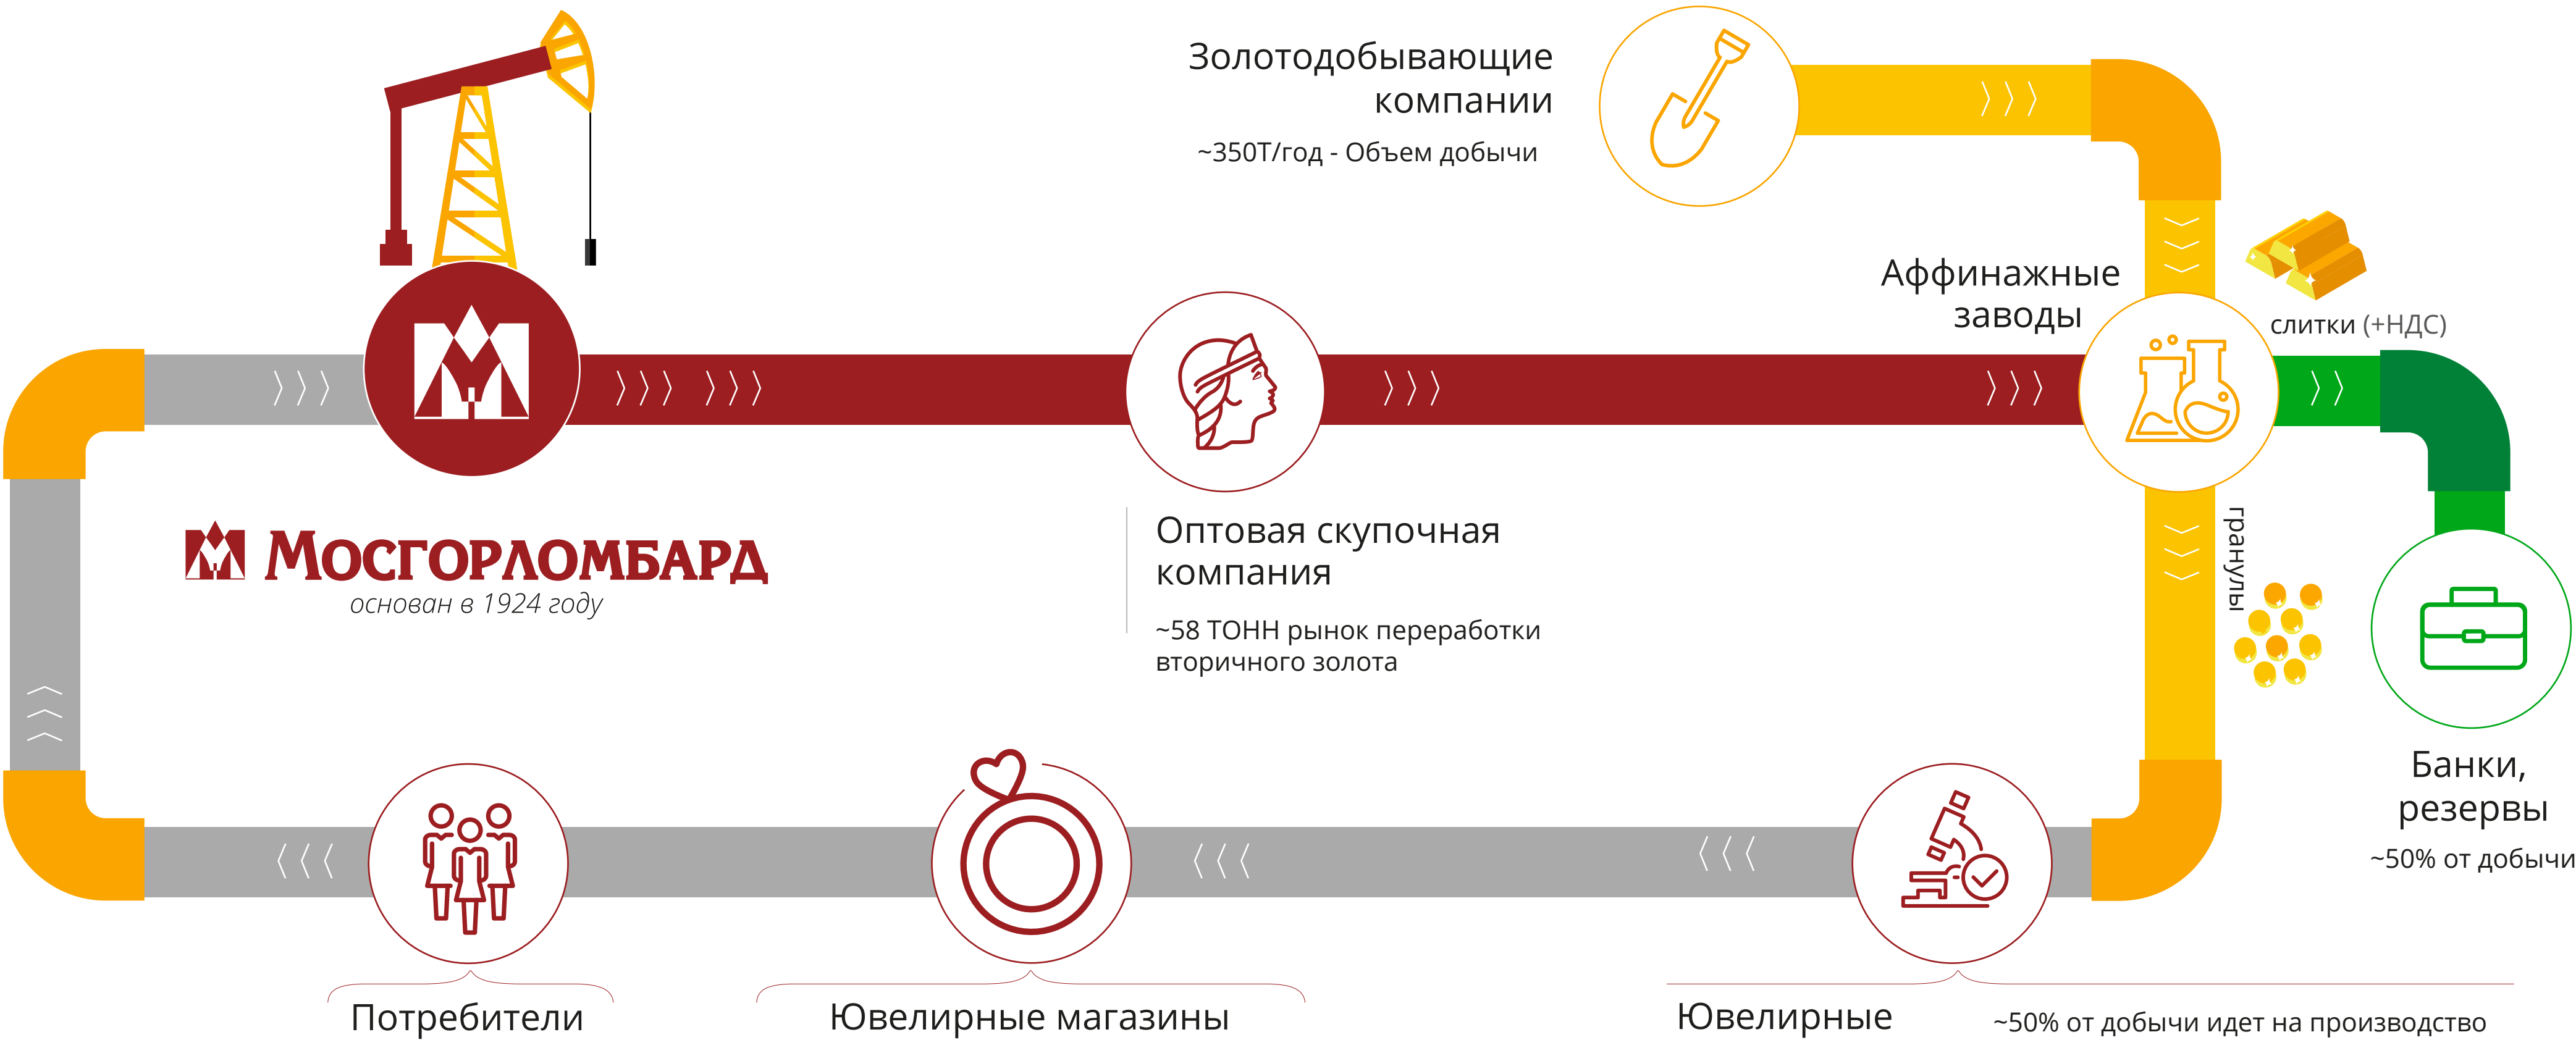 Золотодобывающие
компании
~350Т/год - Объем добычи
Аффинажные
заводы
слитки (+НДС)
МОСГОРЛОМБАРД
основан в 1924 году
Оптовая скупочная
компания
~58 ТОНН рынок переработки
вторичного золота
гранулы
Банки,
резервы
~50% от добычи
Потребители
Ювелирные магазины
Ювелирные
~50% от добычи идет на производство